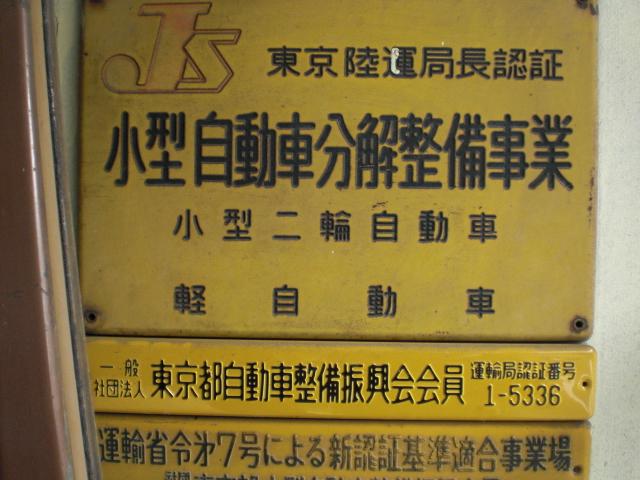 JS
東京陸運局長認証
小型自動車分解整備事業
小型二輪自動車
軽自動車
一般社団法人 東京都自動車整備振興会会員 運輸局認証番号 1-5336
運輸省令才7号による新認証基準適合事業場